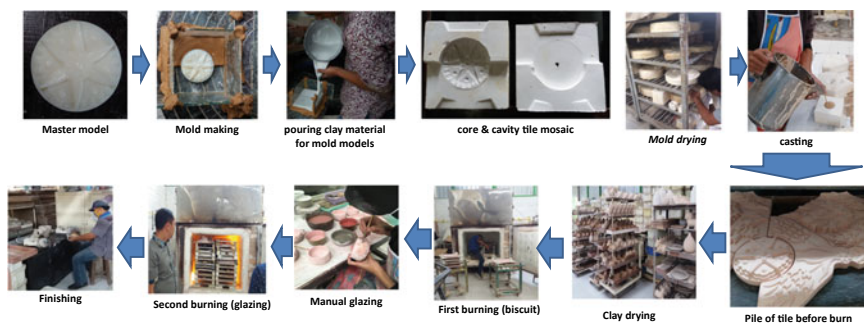 Master model
Mold making
pouring clay material
for mold models
core & cavity tile mosaic
Mold drying
casting
Finishing
Second burning (glazing)
Manual glazing
First burning (biscuit)
Clay drying
Pile of tile before burn